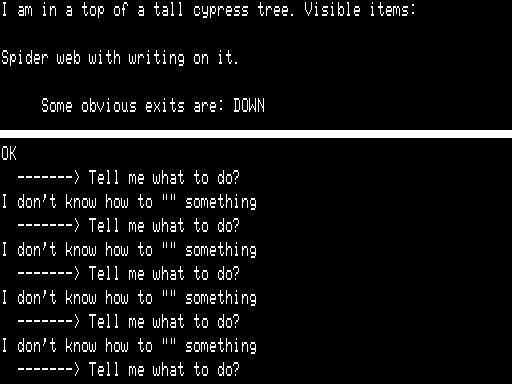 I am in a top of a tall cypress tree. Visible items:
Spider web with writing on it.
Some obvious exits are: DOWN
OK
-------> Tell me what to do?
I don't know how to "" something
-------> Tell me what to do?
I don't know how to "" something
-------> Tell me what to do?
I don't know how to "" something
-------> Tell me what to do?
I don't know how to "" something
-------> Tell me what to do?